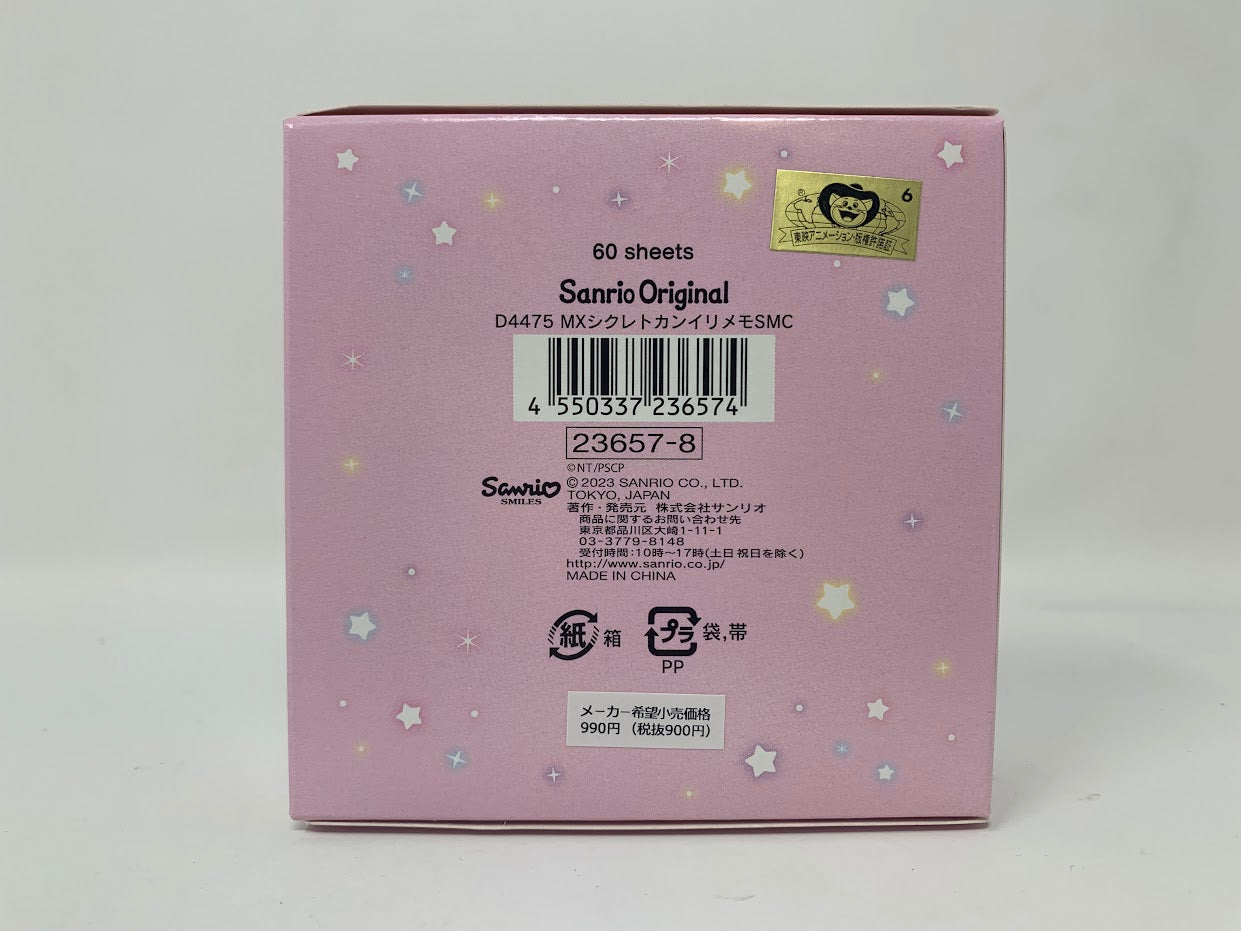 6
®
東映アニメーション・版権許諾証
60 sheets
Sanrio Original
D4475 MXシクレトカンイリメモSMC
4 550337 236574
23657-8
©NT/PSCP
Sanrio
SMILES
© 2023 SANRIO CO., LTD.
TOKYO, JAPAN
著作・発売元 株式会社サンリオ
商品に関するお問い合わせ先
東京都品川区大崎1-11-1
03-3779-8148
受付時間:10時~17時(土日祝日を除く)
http://www.sanrio.co.jp/
MADE IN CHINA
紙 箱
プラ 袋,帯
PP
メーカー希望小売価格
990円 (税抜900円)